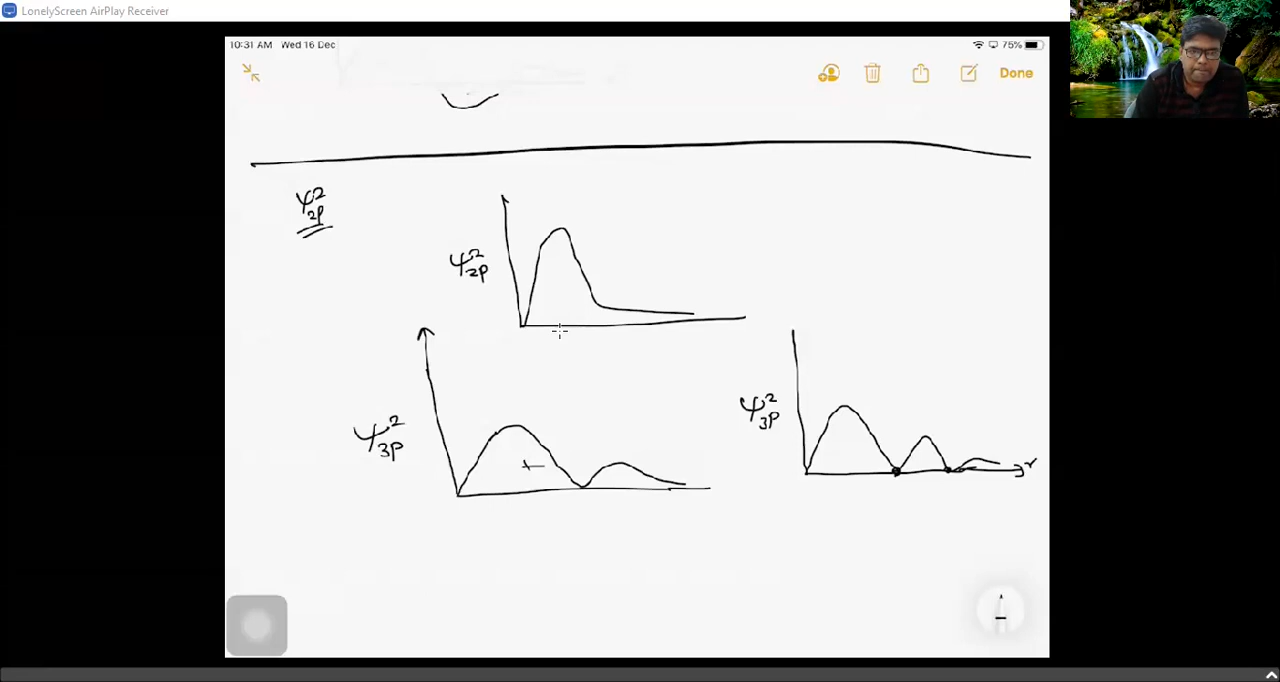 LonelyScreen AirPlay Receiver
10:31 AM Wed 16 Dec
75%
Done
ψ²2p
ψ²2p
ψ²3p
ψ²3p
r